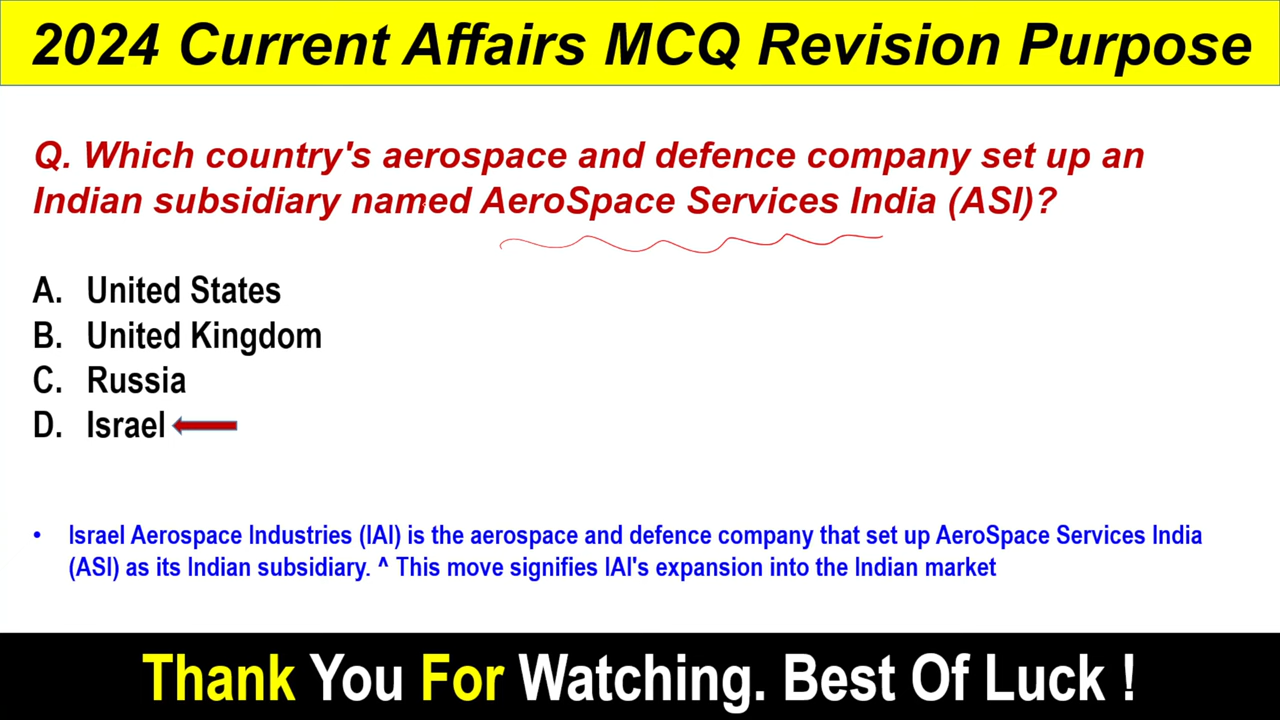 2024 Current Affairs MCQ Revision Purpose
Q. Which country's aerospace and defence company set up an
Indian subsidiary named AeroSpace Services India (ASI)?
A. United States
B. United Kingdom
C. Russia
D. Israel
• Israel Aerospace Industries (IAI) is the aerospace and defence company that set up AeroSpace Services India
(ASI) as its Indian subsidiary. ^ This move signifies IAI's expansion into the Indian market
Thank You For Watching. Best Of Luck !